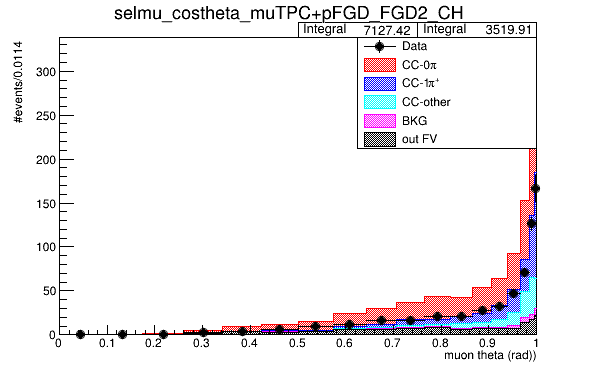 selmu_costheta_muTPC+pFGD_FGD2_CH
Integral 7127.42 Integral 3519.91
Data
CC-0π
CC-1π⁺
CC-other
BKG
out FV
#events/0.0114
300
250
200
150
100
50
0
0 0.1 0.2 0.3 0.4 0.5 0.6 0.7 0.8 0.9 1
muon theta (rad))